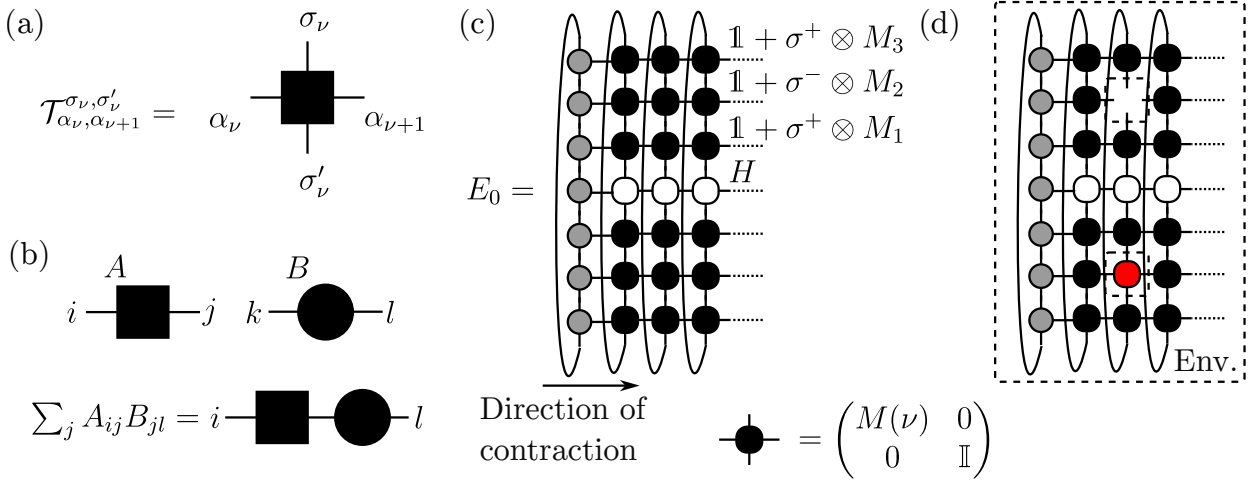 (a)
σ_ν
𝒯^{σ_ν,σ′_ν}_{α_ν,α_{ν+1}} =
α_ν
α_{ν+1}
σ′_ν
(b)
A
B
i
j
k
l
∑_j A_{ij}B_{jl} = i
l
(c)
𝟙 + σ^+ ⊗ M_3
𝟙 + σ^- ⊗ M_2
𝟙 + σ^+ ⊗ M_1
E_0 =
H
Direction of
contraction
= ( M(ν) 0
0 𝕀 )
(d)
Env.